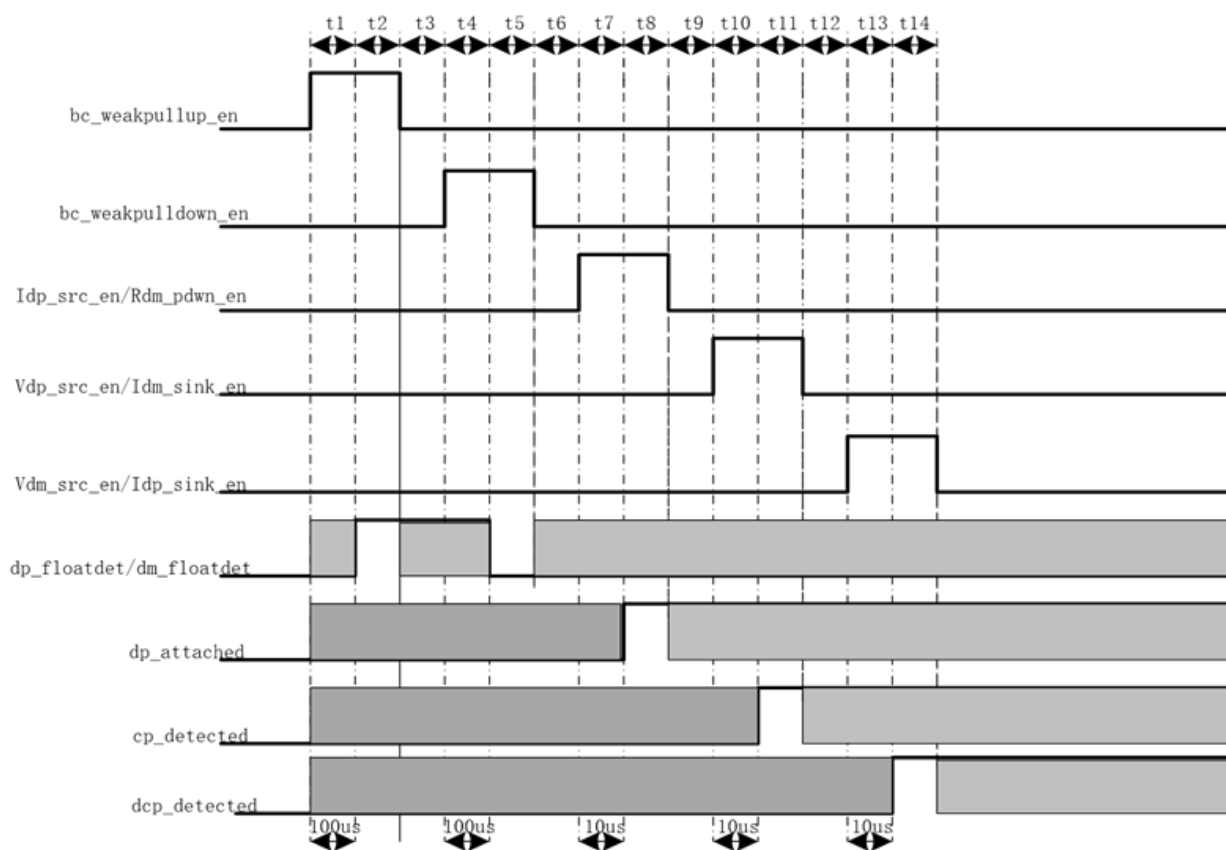 t1 t2 t3 t4 t5 t6 t7 t8 t9 t10 t11 t12 t13 t14
bc_weakpullup_en
bc_weakpulldown_en
Idp_src_en/Rdm_pdwn_en
Vdp_src_en/Idm_sink_en
Vdm_src_en/Idp_sink_en
dp_floatdet/dm_floatdet
dp_attached
cp_detected
dcp_detected
100us 100us 10us 10us 10us